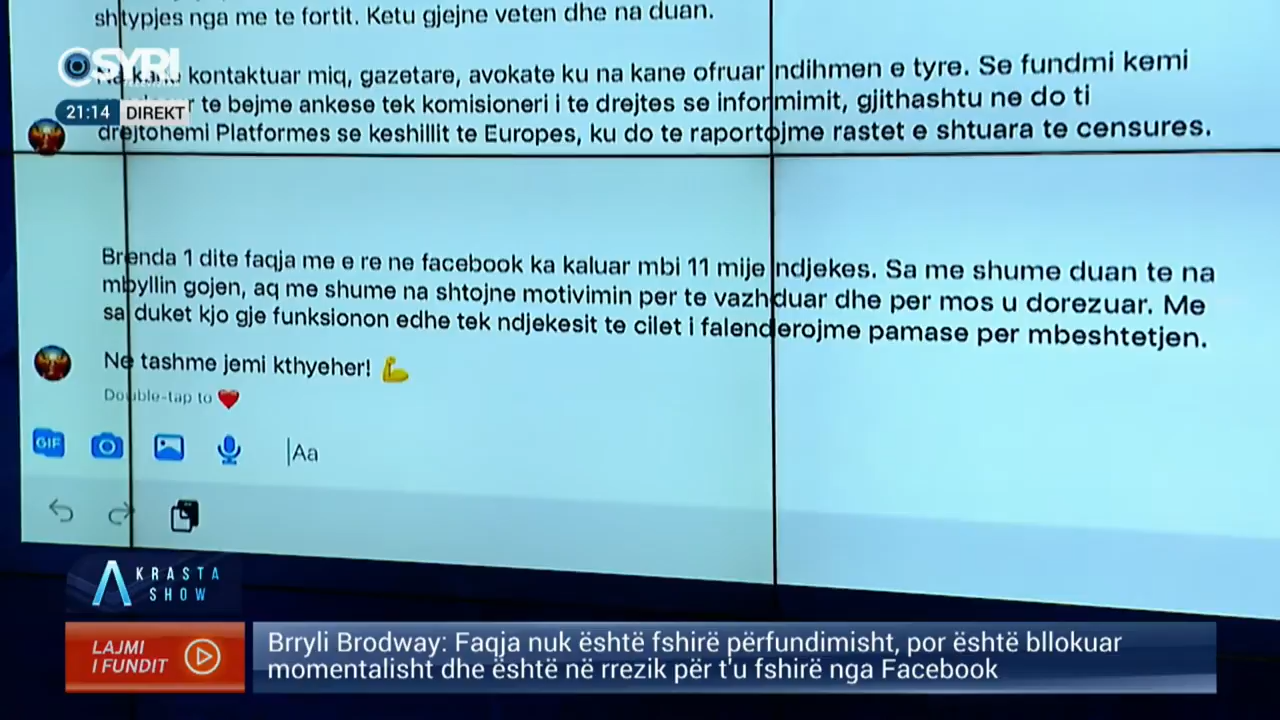 shtypjes nga me te fortit. Ketu gjejne veten dhe na duan.
SYRI
Na kane kontaktuar miq, gazetare, avokate ku na kane ofruar ndihmen e tyre. Se fundmi kemi
te bejme ankese tek komisioneri i te drejtes se informimit, gjithashtu ne do ti
21:14 DIREKT
drejtohemi Platformes se keshillit te Europes, ku do te raportojme rastet e shtuara te censures.
Brenda 1 dite faqja me e re ne facebook ka kaluar mbi 11 mije ndjekes. Sa me shume duan te na
mbyllin gojen, aq me shume na shtojne motivimin per te vazhduar dhe per mos u dorezuar. Me
sa duket kjo gje funksionon edhe tek ndjekesit te cilet i falenderojme pamase per mbeshtetjen.
Ne tashme jemi kthyeher! 💪
Double-tap to ❤️
GIF
Aa
KRASTA
SHOW
LAJMI
I FUNDIT
Brryli Brodway: Faqja nuk është fshirë përfundimisht, por është bllokuar
momentalisht dhe është në rrezik për t'u fshirë nga Facebook